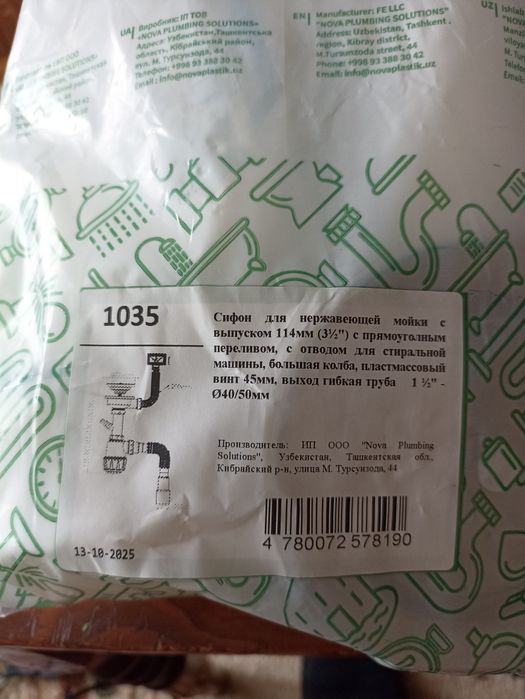 UA| Виробник: ІП ТОВ
«NOVA PLUMBING SOLUTIONS»
Адреса: Узбекистан,Ташкентська
область, Кібрайский район,
вул. М. Турсунзода, 44
Телефон: +998 93 388 30 42
Email: info@novaplastik.uz
EN| Manufacturer: FE LLC
"NOVA PLUMBING SOLUTIONS"
Address: Uzbekistan, Tashkent
region, Kibray district,
M.Tursunzoda street, 44
Phone: +998 93 388 30 42
Email: info@novaplastik.uz
UZ| Ishlab
1035
Сифон для нержавеющей мойки с
выпуском 114мм (3½") с прямоуголным
переливом, с отводом для стиральной
машины, большая колба, пластмассовый
винт 45мм, выход гибкая труба 1 ½" -
Ø40/50мм
Производитель: ИП ООО "Nova Plumbing
Solutions", Узбекистан, Ташкентская обл.,
Кибрайский р-н, улица М. Турсунзода, 44
4 780072 578190
13-10-2025